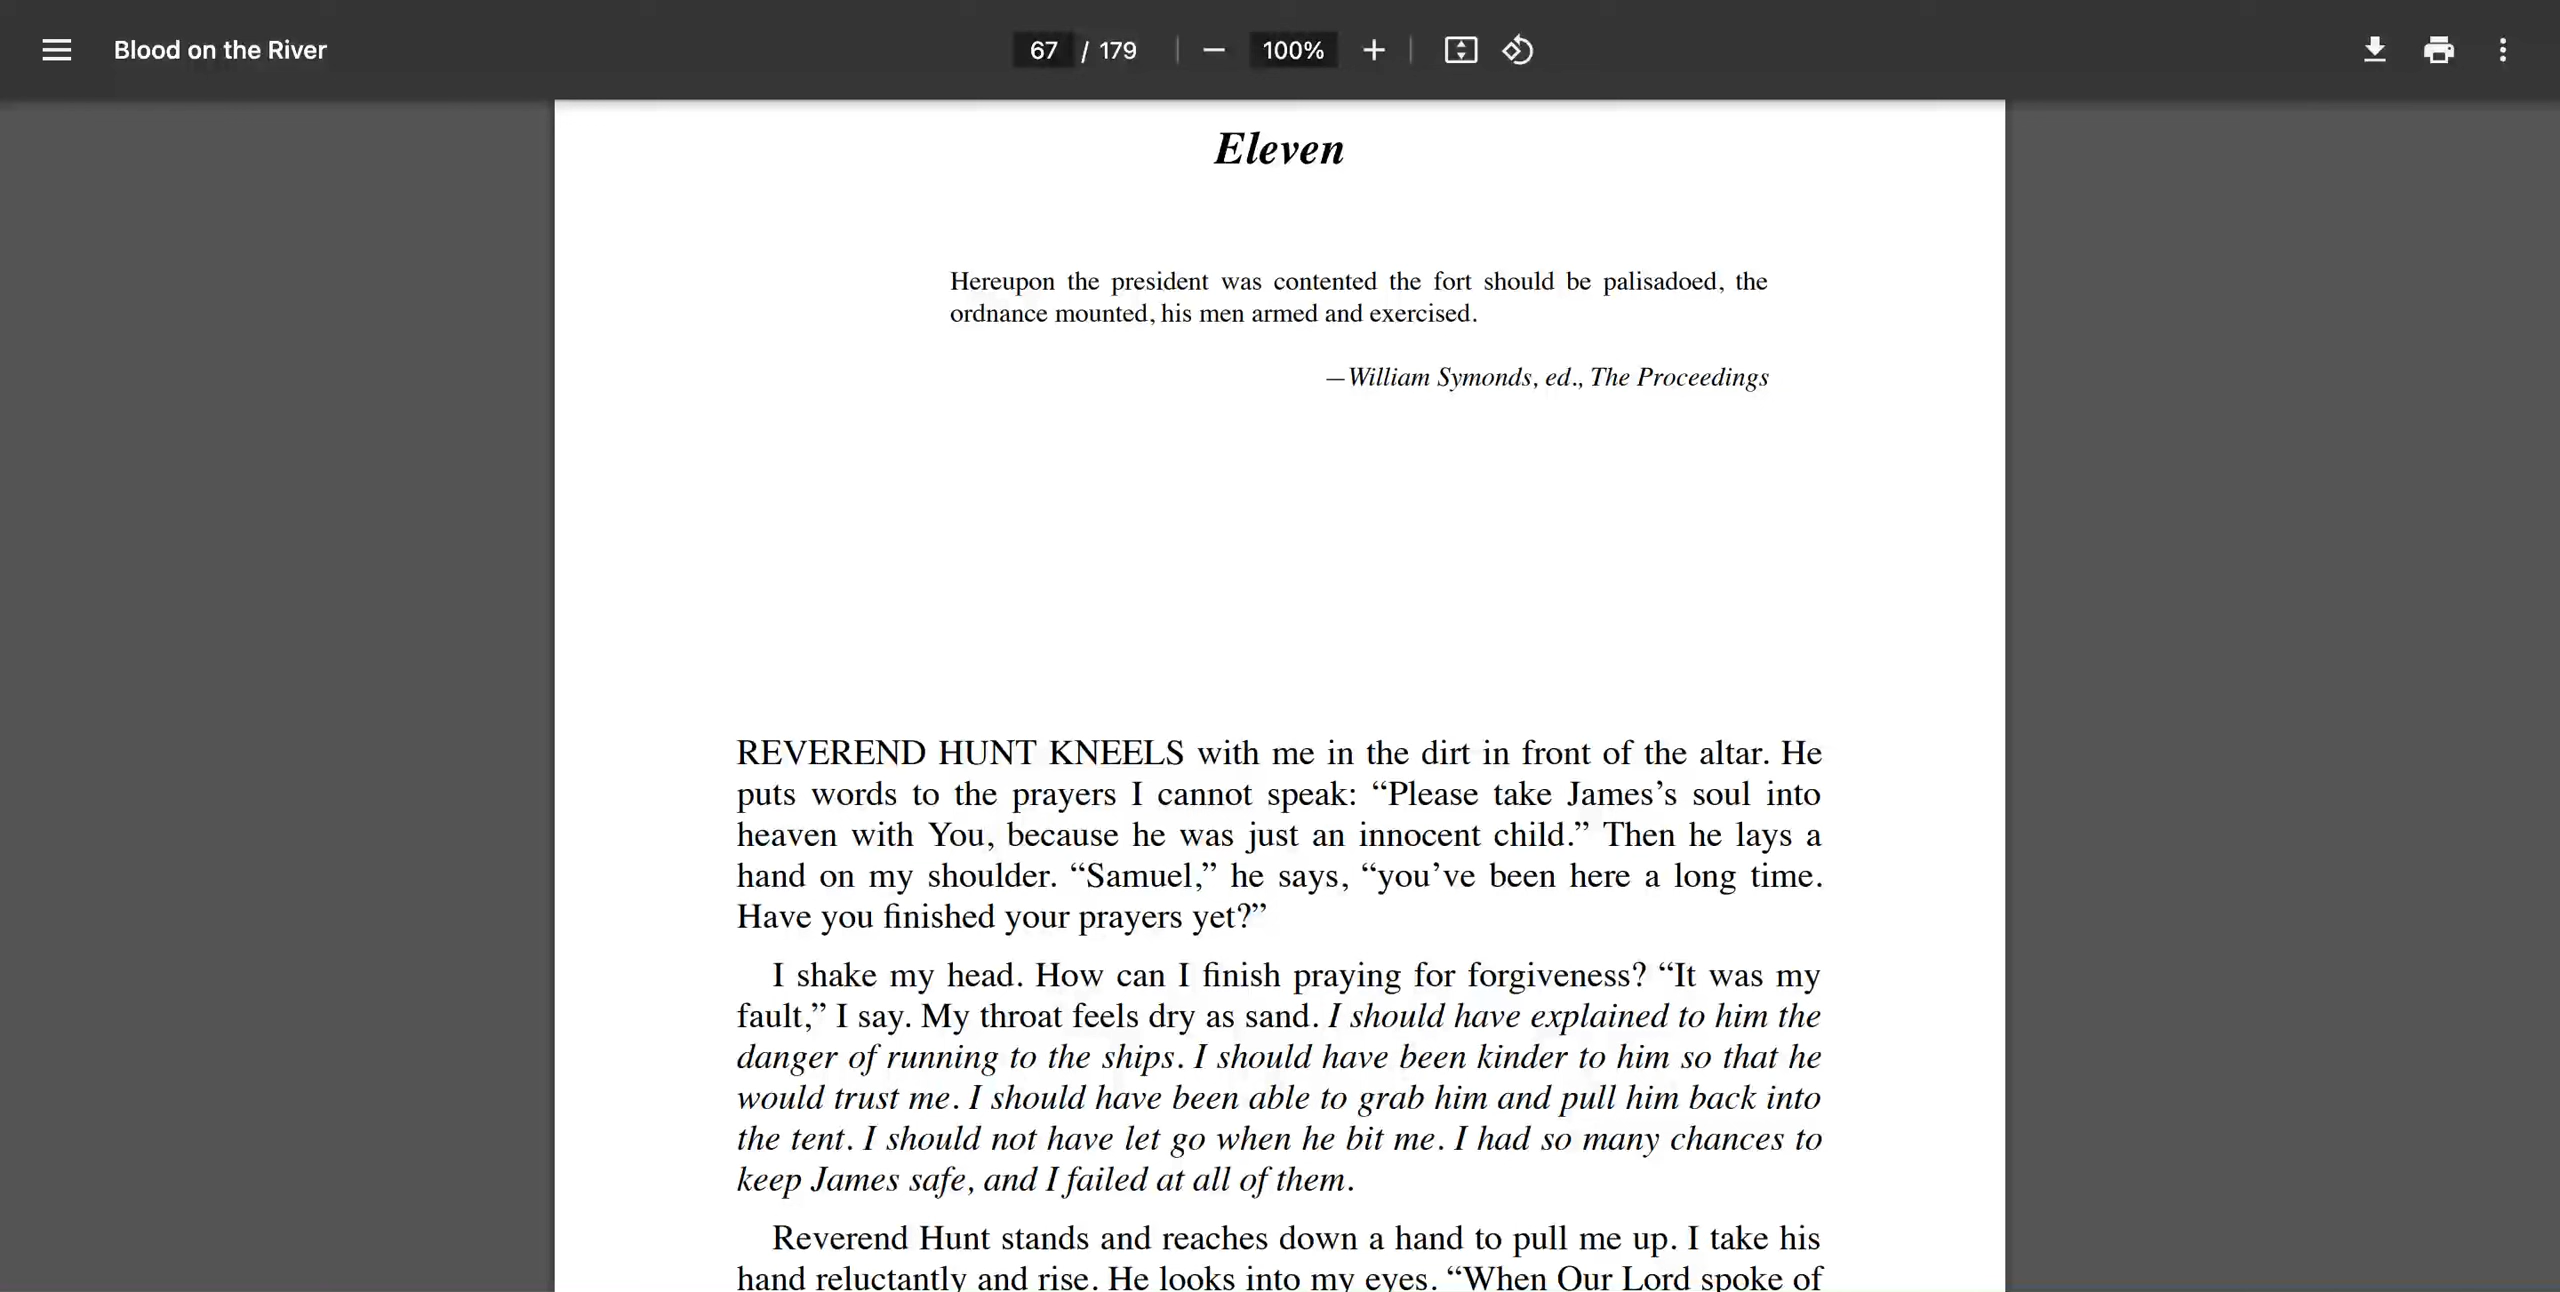 Blood on the River
67 / 179
100%
Eleven
Hereupon the president was contented the fort should be palisadoed, the
ordnance mounted, his men armed and exercised.
—William Symonds, ed., The Proceedings
REVEREND HUNT KNEELS with me in the dirt in front of the altar. He
puts words to the prayers I cannot speak: “Please take James’s soul into
heaven with You, because he was just an innocent child.” Then he lays a
hand on my shoulder. “Samuel,” he says, “you’ve been here a long time.
Have you finished your prayers yet?”
I shake my head. How can I finish praying for forgiveness? “It was my
fault,” I say. My throat feels dry as sand. I should have explained to him the
danger of running to the ships. I should have been kinder to him so that he
would trust me. I should have been able to grab him and pull him back into
the tent. I should not have let go when he bit me. I had so many chances to
keep James safe, and I failed at all of them.
Reverend Hunt stands and reaches down a hand to pull me up. I take his
hand reluctantly and rise. He looks into my eyes. “When Our Lord spoke of